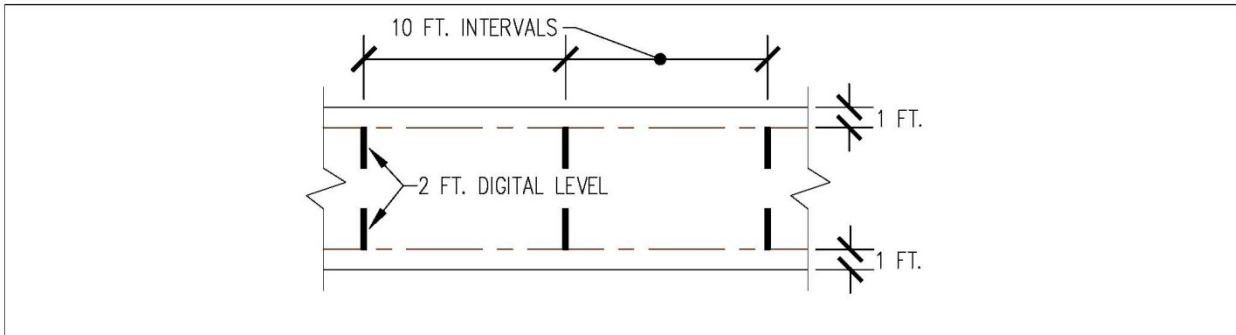 10 FT. INTERVALS
1 FT.
2 FT. DIGITAL LEVEL
1 FT.